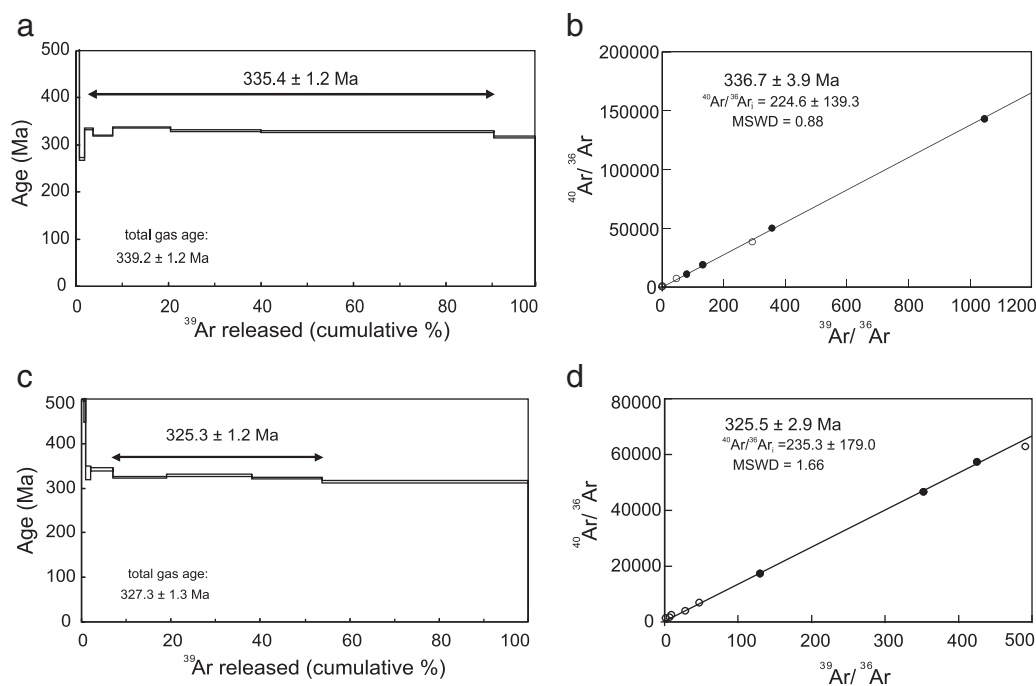 a
500
400
300
200
100
0
Age (Ma)
335.4 ± 1.2 Ma
total gas age:
339.2 ± 1.2 Ma
0 20 40 60 80 100
³⁹Ar released (cumulative %)
b
200000
150000
100000
50000
0
⁴⁰Ar/ ³⁶Ar
336.7 ± 3.9 Ma
⁴⁰Ar/³⁶Arᵢ = 224.6 ± 139.3
MSWD = 0.88
0 200 400 600 800 1000 1200
³⁹Ar/ ³⁶Ar
c
500
400
300
200
100
0
Age (Ma)
325.3 ± 1.2 Ma
total gas age:
327.3 ± 1.3 Ma
0 20 40 60 80 100
³⁹Ar released (cumulative %)
d
80000
60000
40000
20000
0
⁴⁰Ar/ ³⁶Ar
325.5 ± 2.9 Ma
⁴⁰Ar/³⁶Arᵢ =235.3 ± 179.0
MSWD = 1.66
0 100 200 300 400 500
³⁹Ar/ ³⁶Ar